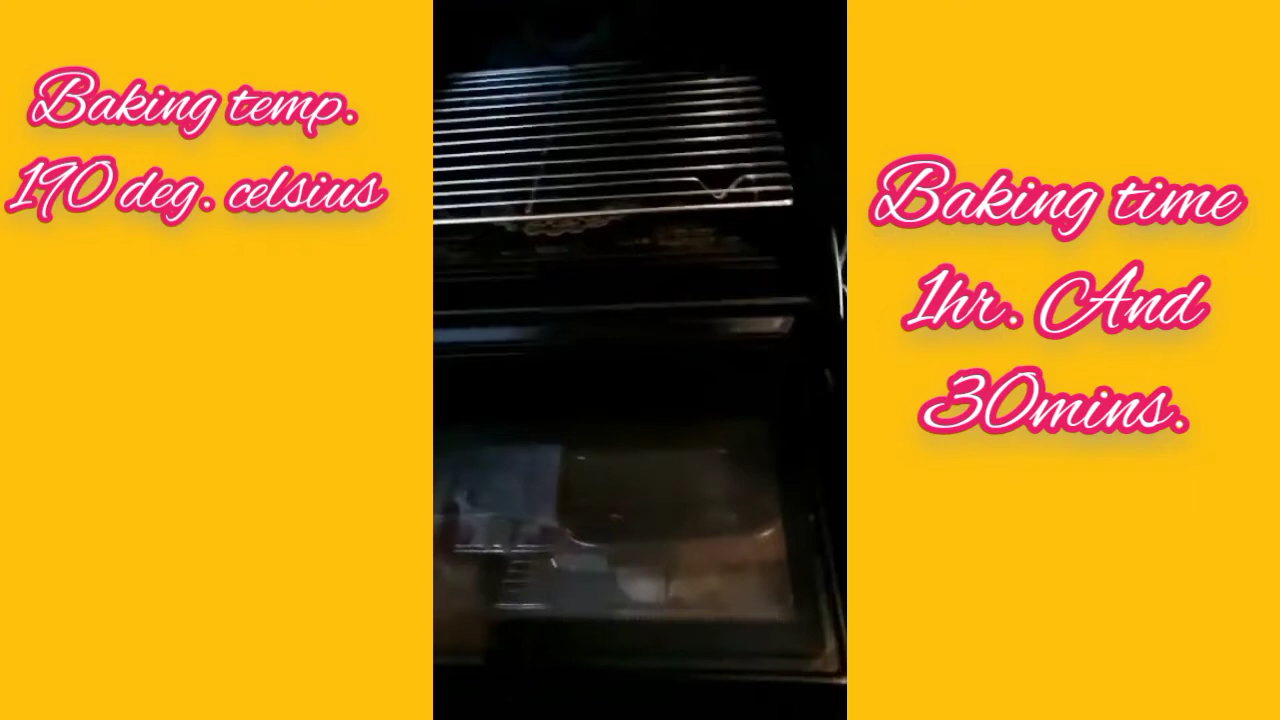 Baking temp.
190 deg. celsius
Baking time
1hr. And
30mins.